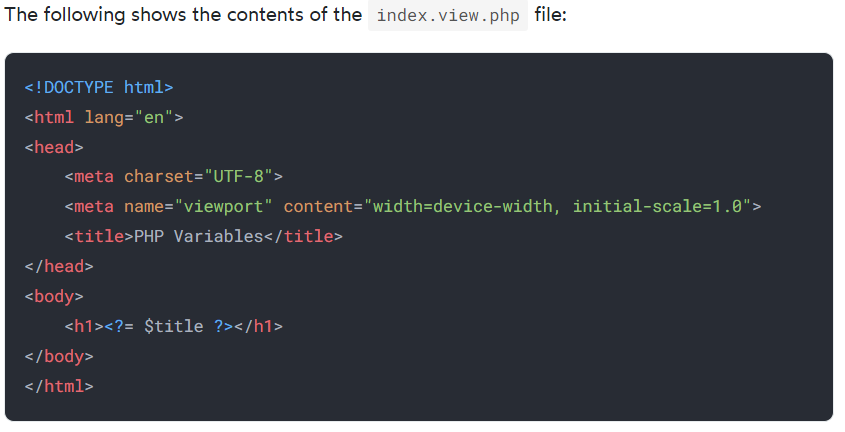 The following shows the contents of the index.view.php file:
<!DOCTYPE html>
<html lang="en">
<head>
    <meta charset="UTF-8">
    <meta name="viewport" content="width=device-width, initial-scale=1.0">
    <title>PHP Variables</title>
</head>
<body>
    <h1><?= $title ?></h1>
</body>
</html>